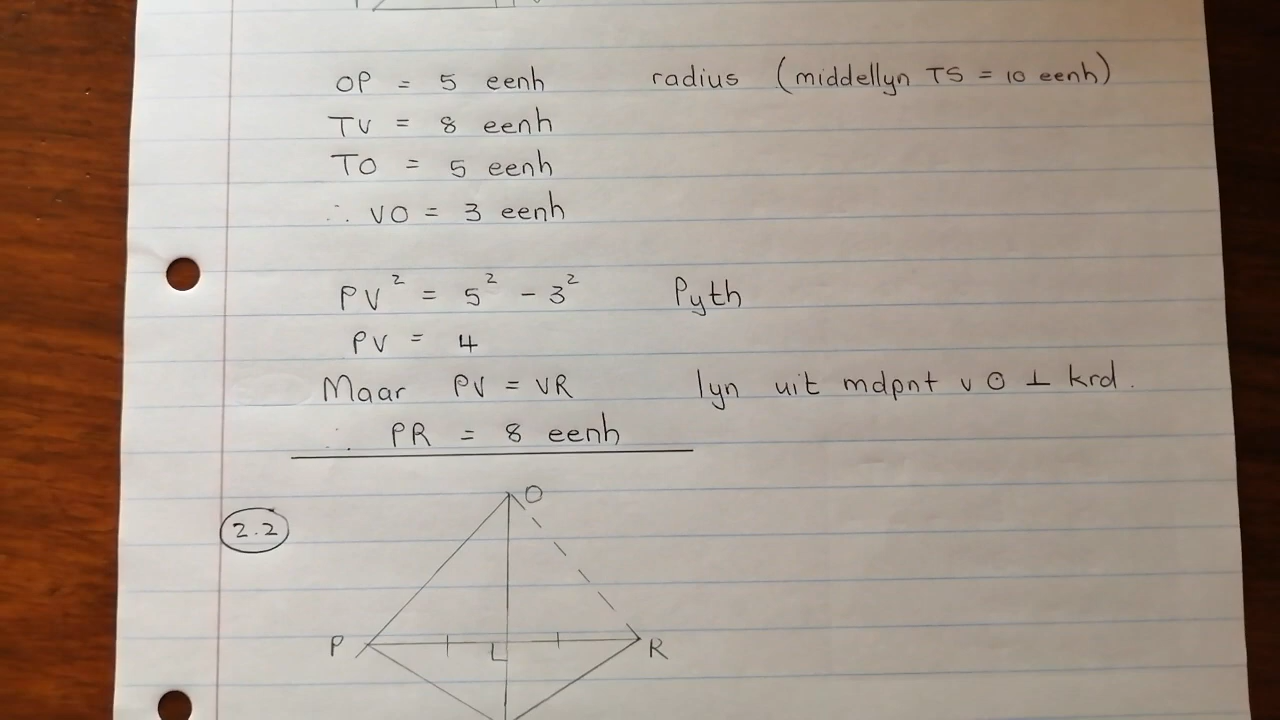 OP = 5 eenh radius (middellyn TS = 10 eenh)
TV = 8 eenh
TO = 5 eenh
∴ VO = 3 eenh
PV² = 5² - 3² Pyth
PV = 4
Maar PV = VR lyn uit mdpnt v ⊙ ⊥ krd.
∴ PR = 8 eenh
2.2
O
P L R